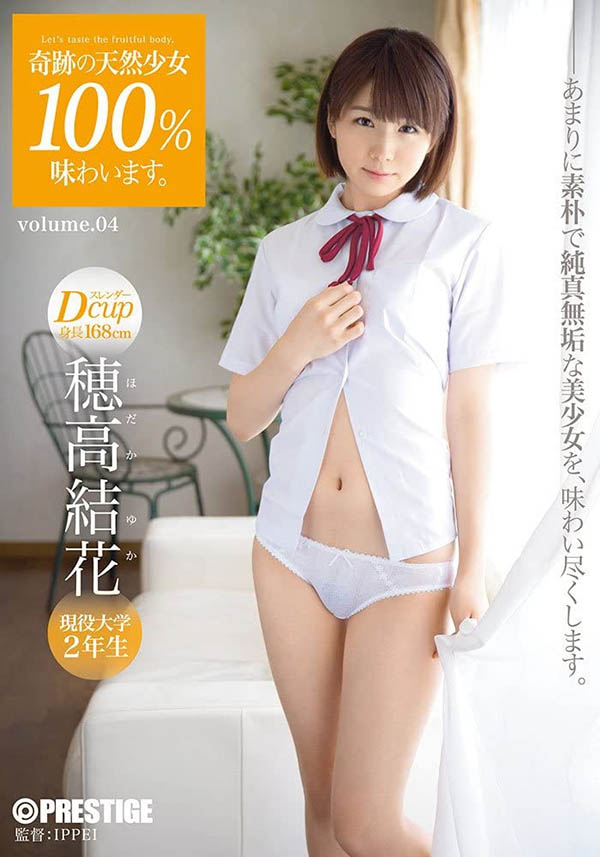 Let's taste the fruitful body.
奇跡の天然少女
100%
味わいます。
volume.04
――あまりに素朴で純真無垢な美少女を、味わい尽くします。
スレンダー
Dcup
身長168cm
穂高結花
ほだかゆか
現役大学
2年生
PRESTIGE
監督:IPPEI